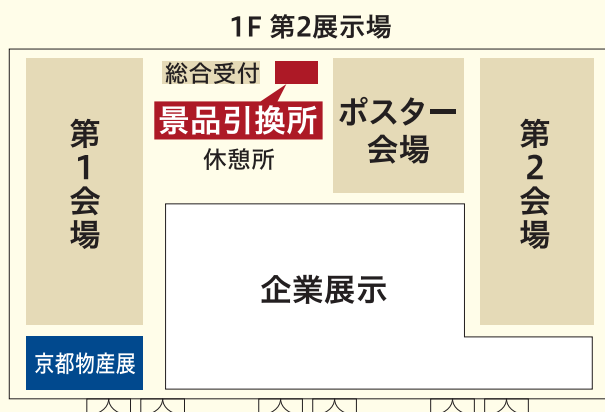 1F 第2展示場
総合受付
景品引換所
休憩所
ポスター
会場
第1会場
第2会場
企業展示
京都物産展